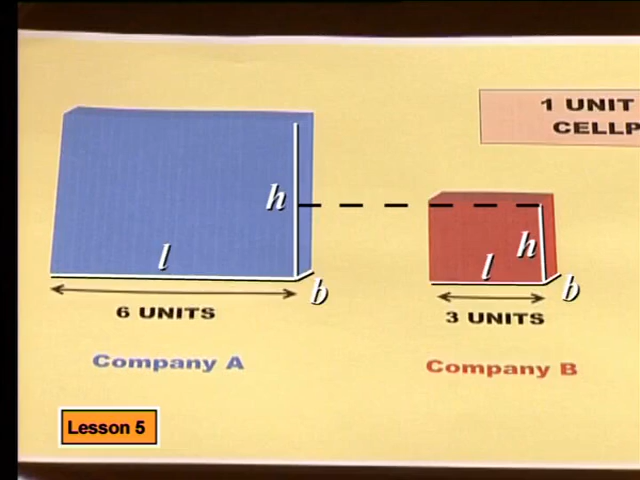 1 UNIT
CELLP
h
l
b
6 UNITS
Company A
h
l
b
3 UNITS
Company B
Lesson 5